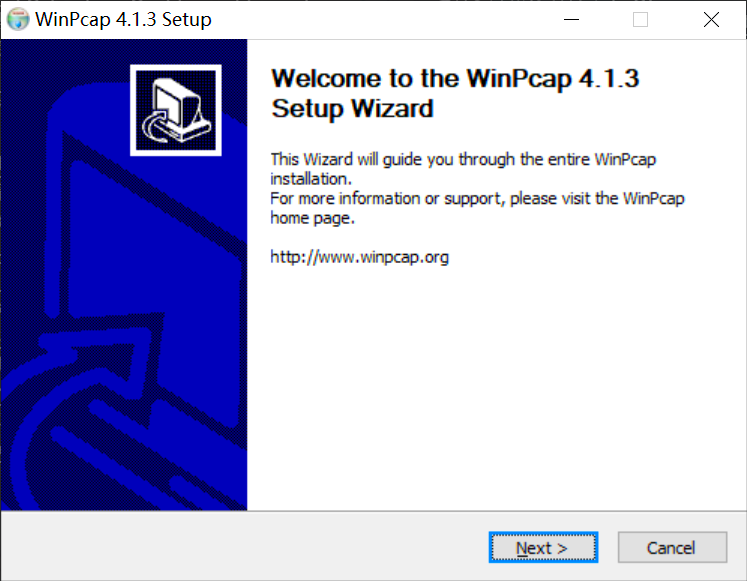 WinPcap 4.1.3 Setup
Welcome to the WinPcap 4.1.3
Setup Wizard
This Wizard will guide you through the entire WinPcap
installation.
For more information or support, please visit the WinPcap
home page.
http://www.winpcap.org
Next >
Cancel